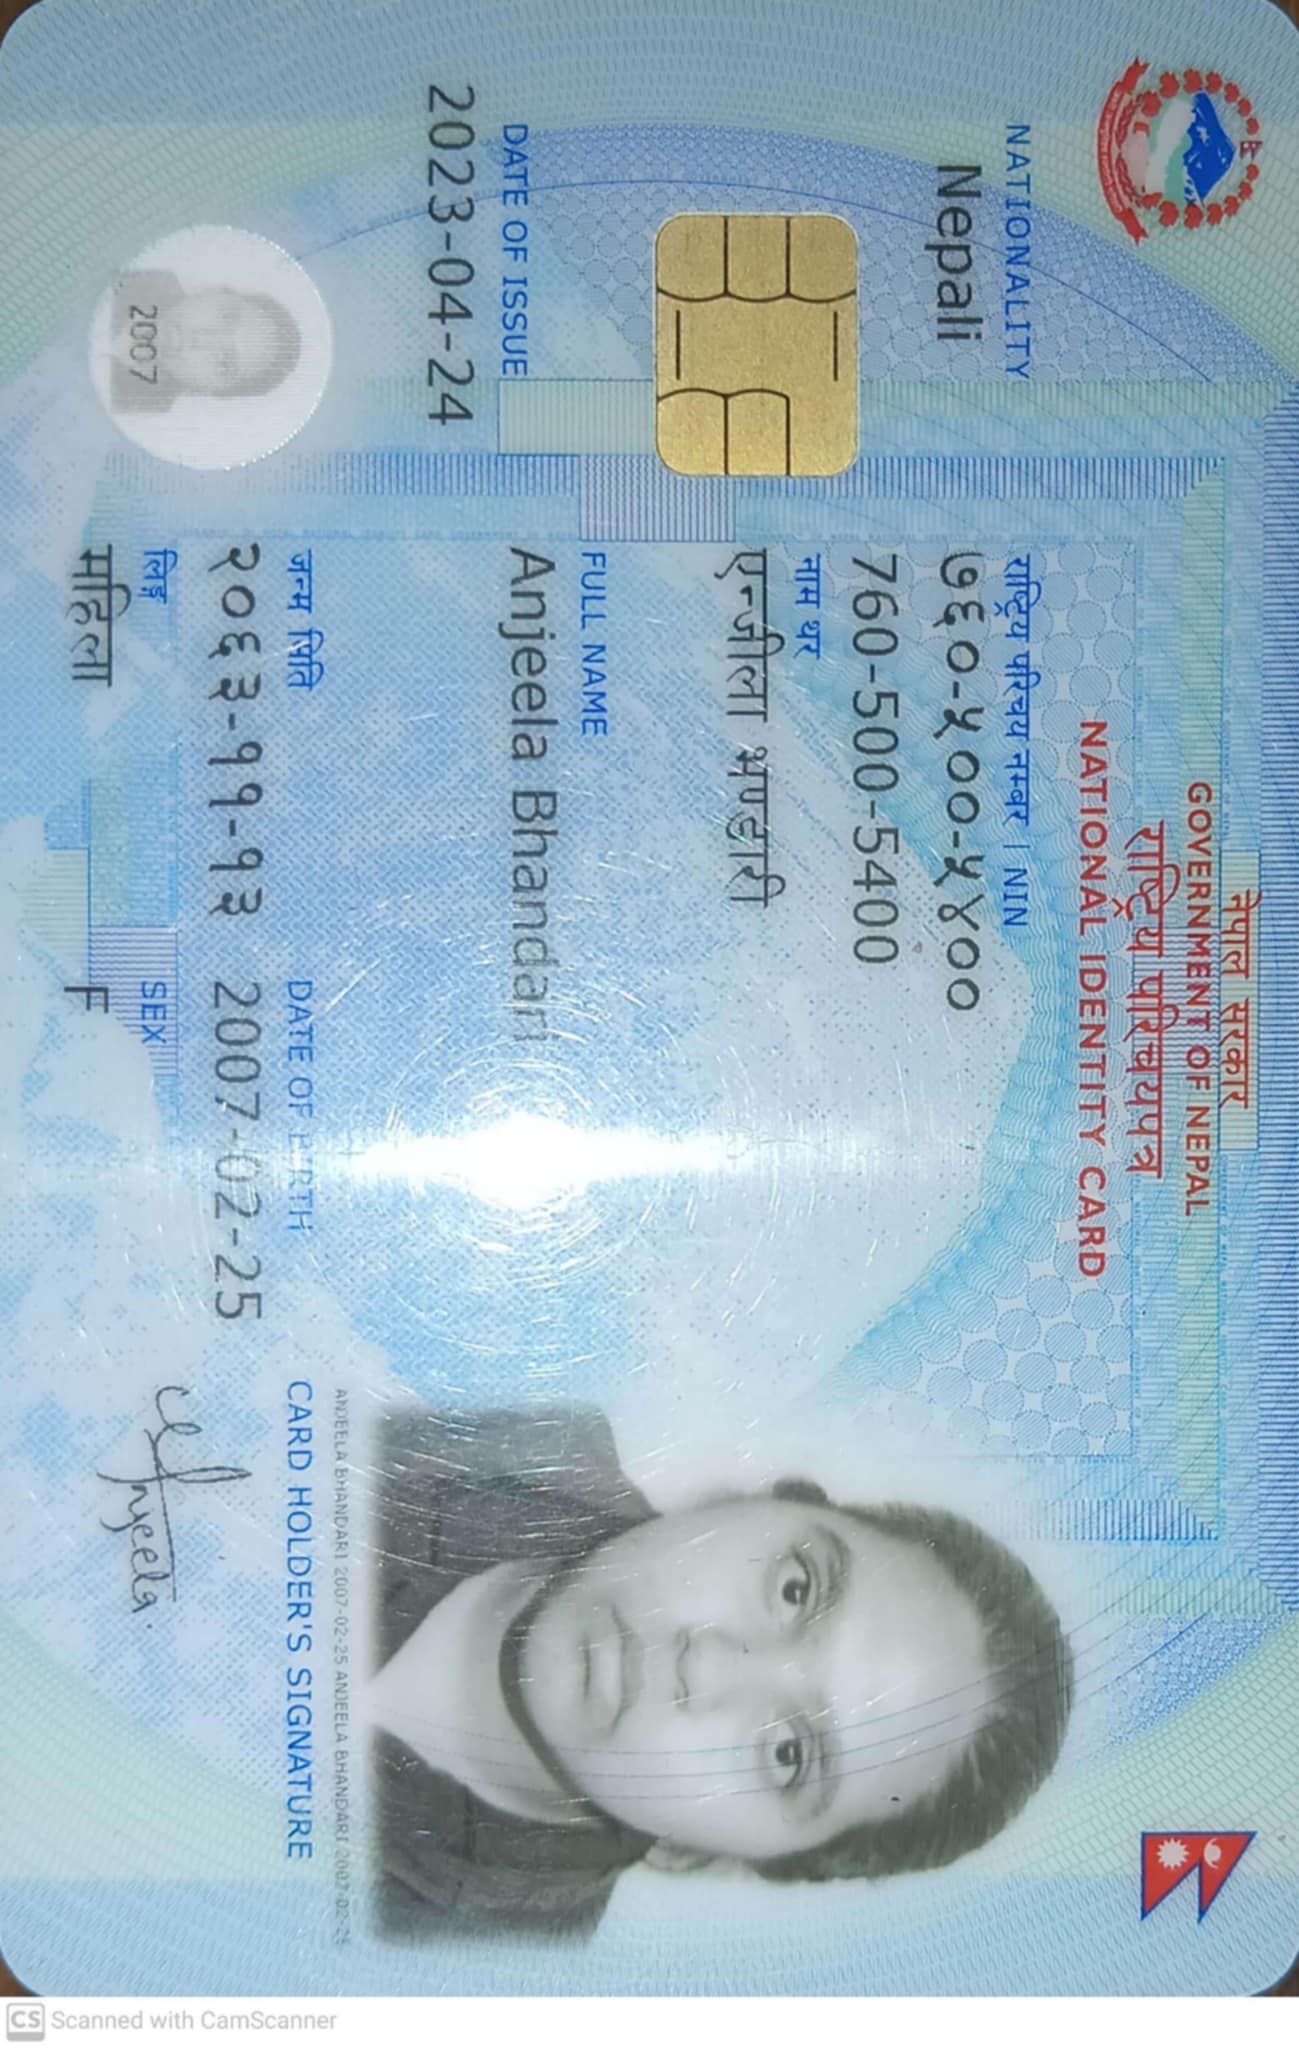 नेपाल सरकार
GOVERNMENT OF NEPAL
राष्ट्रिय परिचयपत्र
NATIONAL IDENTITY CARD
NATIONALITY
Nepali
राष्ट्रिय परिचय नम्बर | NIN
७६०-५००-५४००
760-500-5400
नाम थर
एन्जीला भण्डारी
FULL NAME
Anjeela Bhandari
DATE OF ISSUE
2023-04-24
जन्म मिति
DATE OF BIRTH
२०६३-११-१३
2007-02-25
लिङ्ग
SEX
महिला
F
2007
ANJEELA BHANDARI 2007-02-25 ANJEELA BHANDARI 2007-02-25
CARD HOLDER'S SIGNATURE
Anjeela
CS Scanned with CamScanner